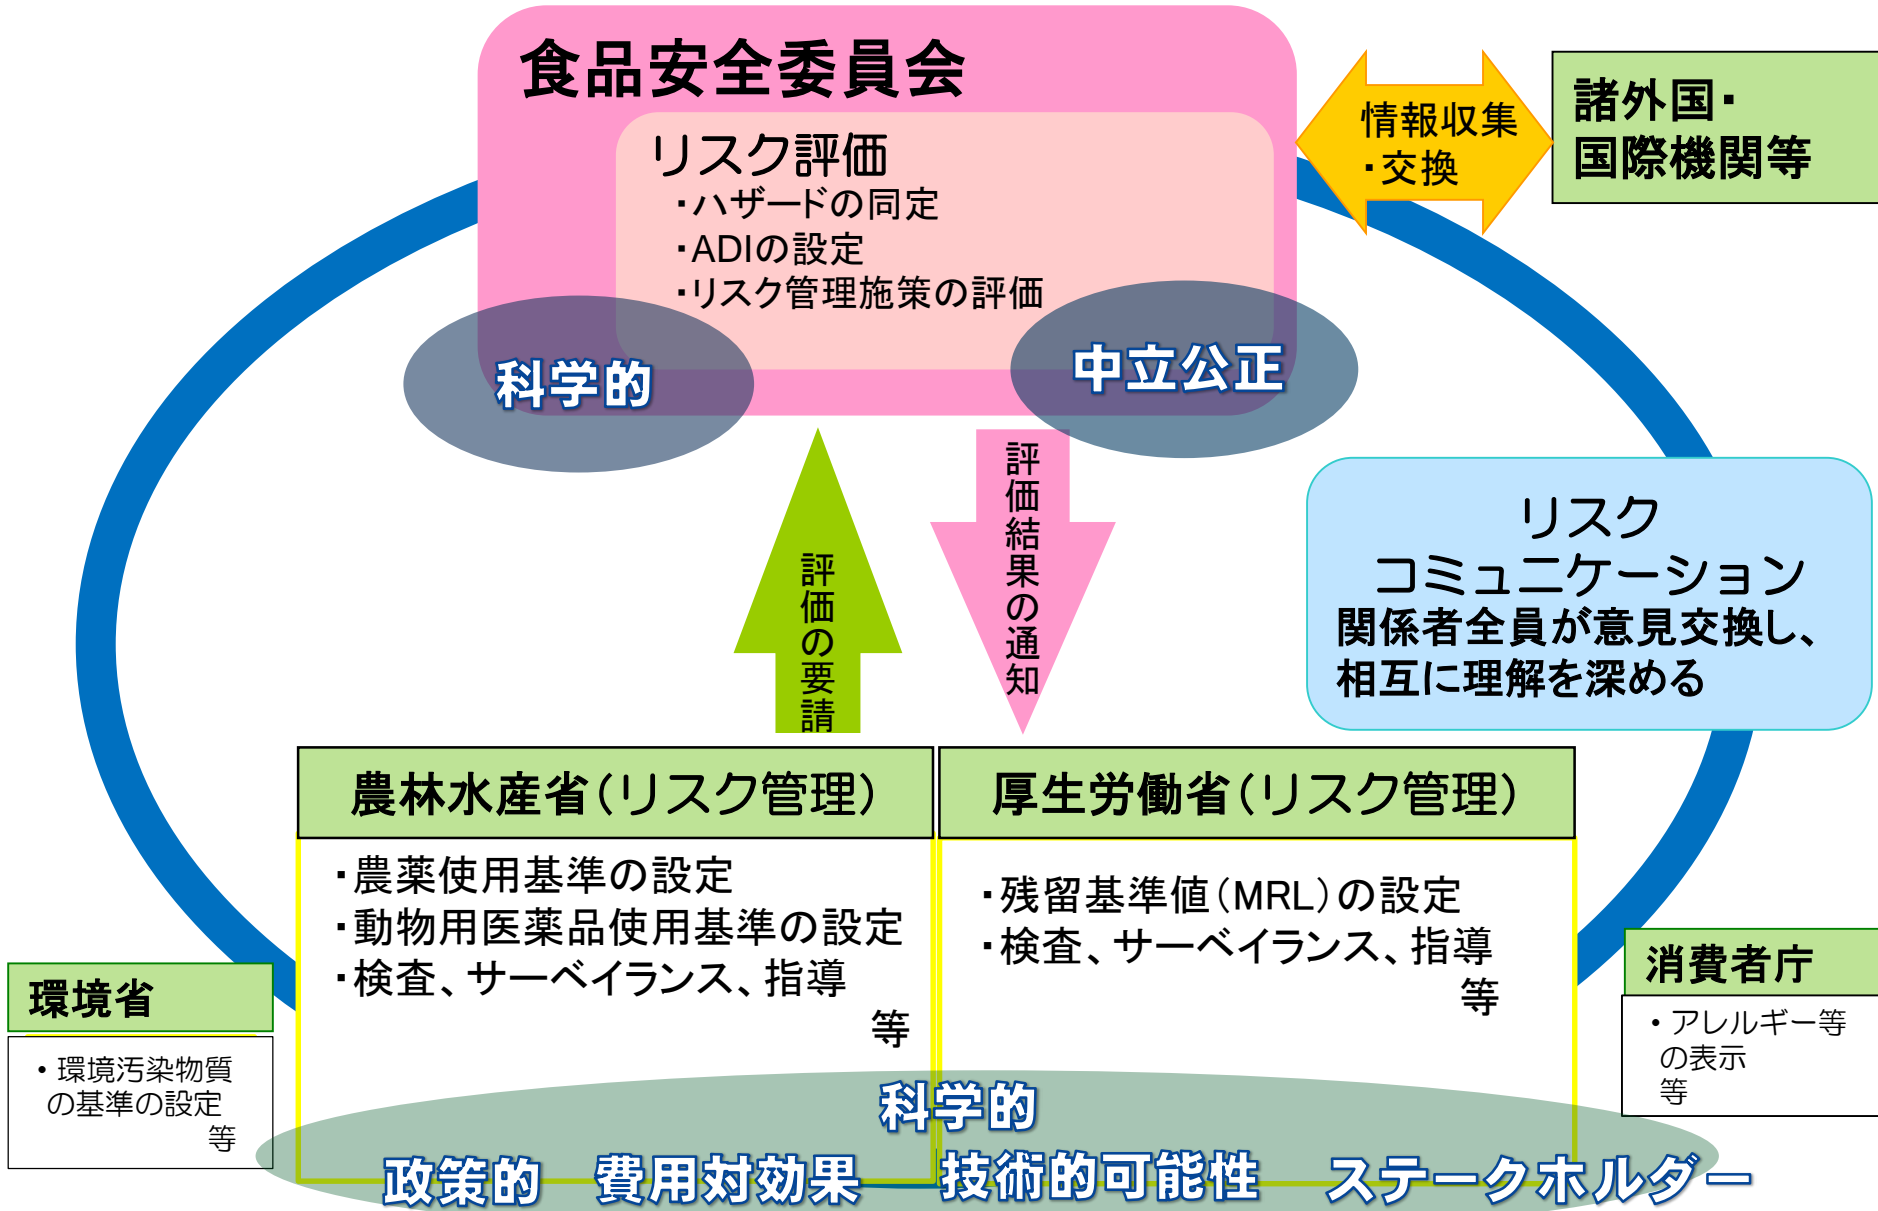 食品安全委員会
リスク評価
・ハザードの同定
・ADIの設定
・リスク管理施策の評価
科学的
中立公正
情報収集
・交換
諸外国・
国際機関等
評価の要請
評価結果の通知
リスク
コミュニケーション
関係者全員が意見交換し、
相互に理解を深める
農林水産省(リスク管理)
・農薬使用基準の設定
・動物用医薬品使用基準の設定
・検査、サーベイランス、指導
等
厚生労働省(リスク管理)
・残留基準値(MRL)の設定
・検査、サーベイランス、指導
等
環境省
・環境汚染物質
の基準の設定
等
消費者庁
・アレルギー等
の表示
等
科学的
政策的 費用対効果 技術的可能性 ステークホルダー